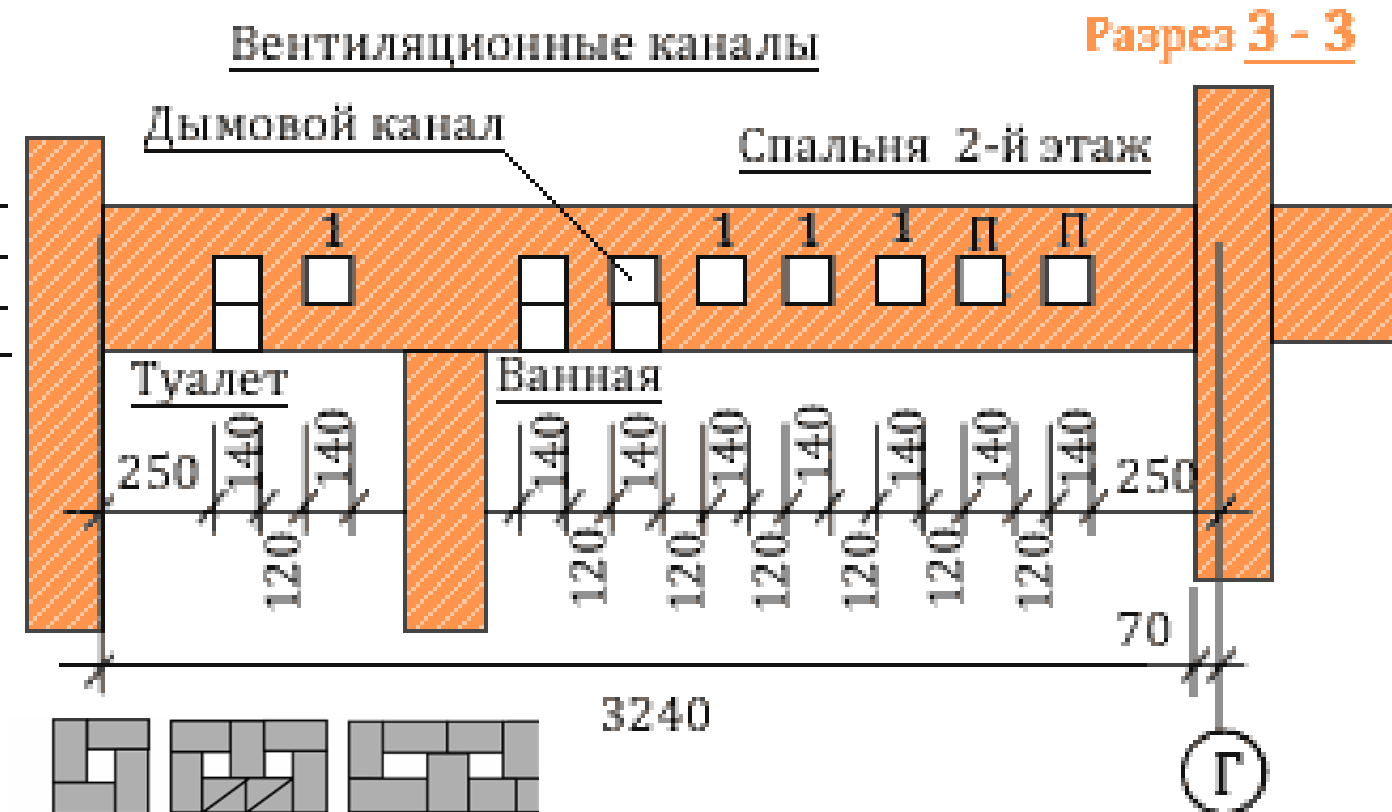 Вентиляционные каналы
Разрез 3 - 3
Дымовой канал
Спальня 2-й этаж
1 1 1 1 П П
Туалет
Ванная
250 140 140 140 140 140 140 140 140 140 250
120 120 120 120 120 120 120
70
3240
Г